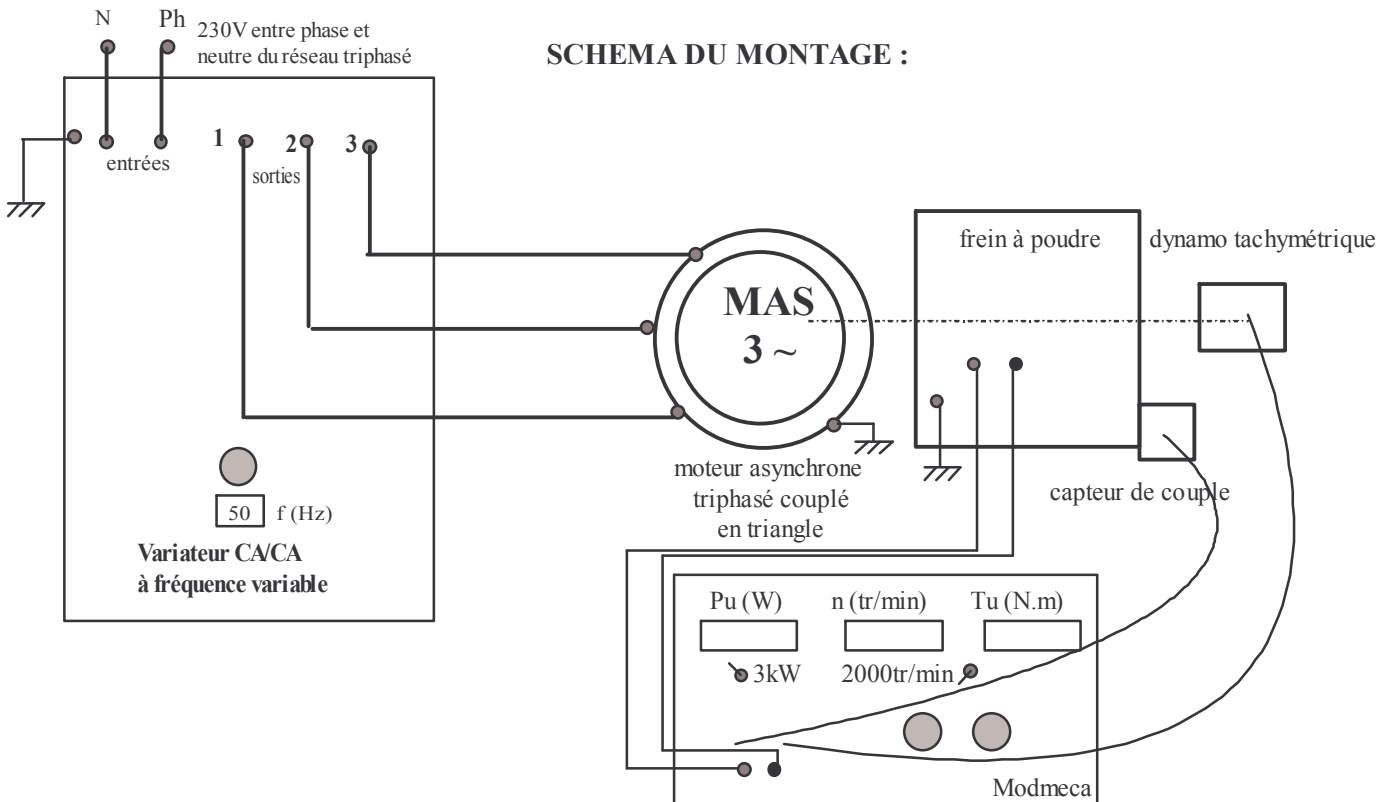 N
Ph
230V entre phase et
neutre du réseau triphasé
SCHEMA DU MONTAGE :
1
2
3
entrées
sorties
frein à poudre
dynamo tachymétrique
MAS
3 ~
moteur asynchrone
triphasé couplé
en triangle
capteur de couple
50
f (Hz)
Variateur CA/CA
à fréquence variable
Pu (W)
n (tr/min)
Tu (N.m)
3kW
2000tr/min
Modmeca